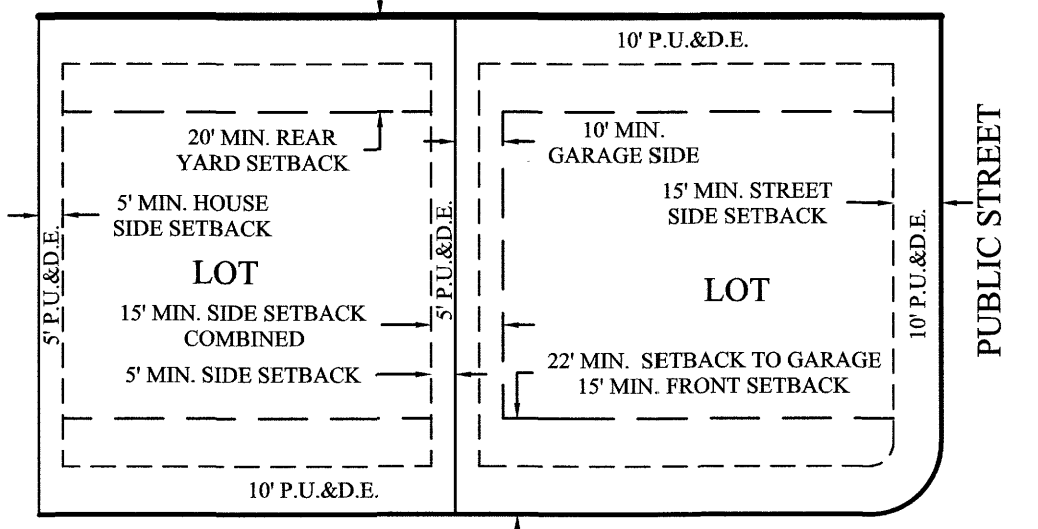 10' P.U.&D.E.
20' MIN. REAR
YARD SETBACK
10' MIN.
GARAGE SIDE
5' MIN. HOUSE
SIDE SETBACK
15' MIN. STREET
SIDE SETBACK
5' P.U.&D.E.
LOT
5' P.U.&D.E.
LOT
10' P.U.&D.E.
PUBLIC STREET
15' MIN. SIDE SETBACK
COMBINED
5' MIN. SIDE SETBACK
22' MIN. SETBACK TO GARAGE
15' MIN. FRONT SETBACK
10' P.U.&D.E.